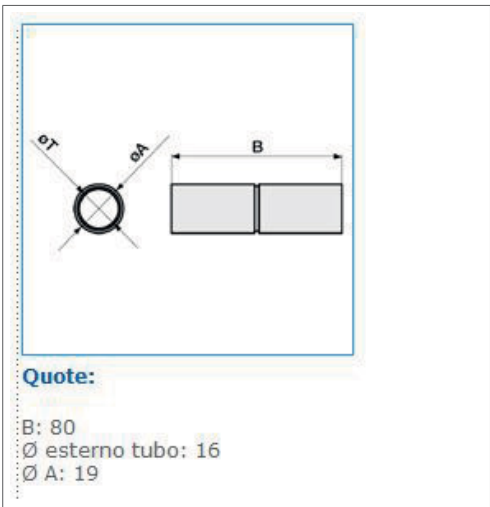 øT
øA
B
Quote:
B: 80
Ø esterno tubo: 16
Ø A: 19